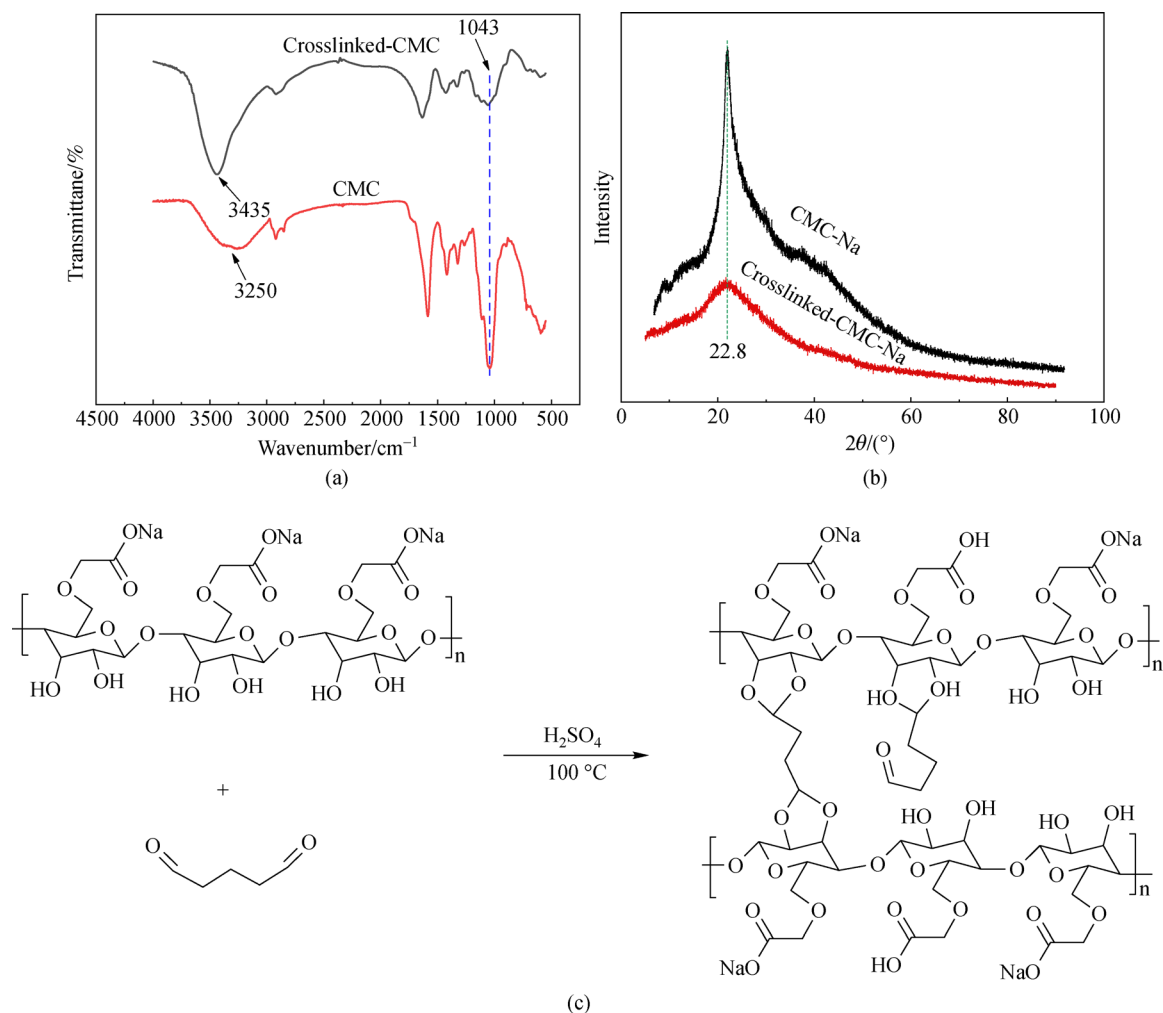 Crosslinked-CMC
1043
3435
CMC
3250
Transmittane/%
4500 4000 3500 3000 2500 2000 1500 1000 500
Wavenumber/cm⁻¹
(a)
Intensity
CMC-Na
Crosslinked-CMC-Na
22.8
0 20 40 60 80 100
2θ/(°)
(b)
ONa ONa ONa
O O O
O O O
O O O O O O
n
HO OH HO OH HO OH
+
O O
H₂SO₄
100 °C
ONa OH ONa
O O O
O O O
O O O O O O
n
O O HO OH HO OH
O
O O OH OH HO OH
O O O O O O O
n
O O O
O O O
NaO HO NaO
(c)